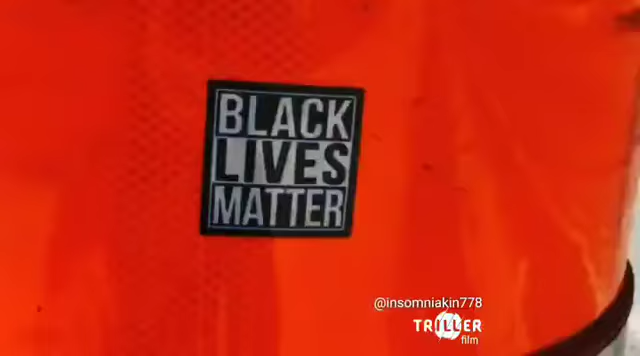 BLACK
LIVES
MATTER
@insomniakin778
TRILLER
film